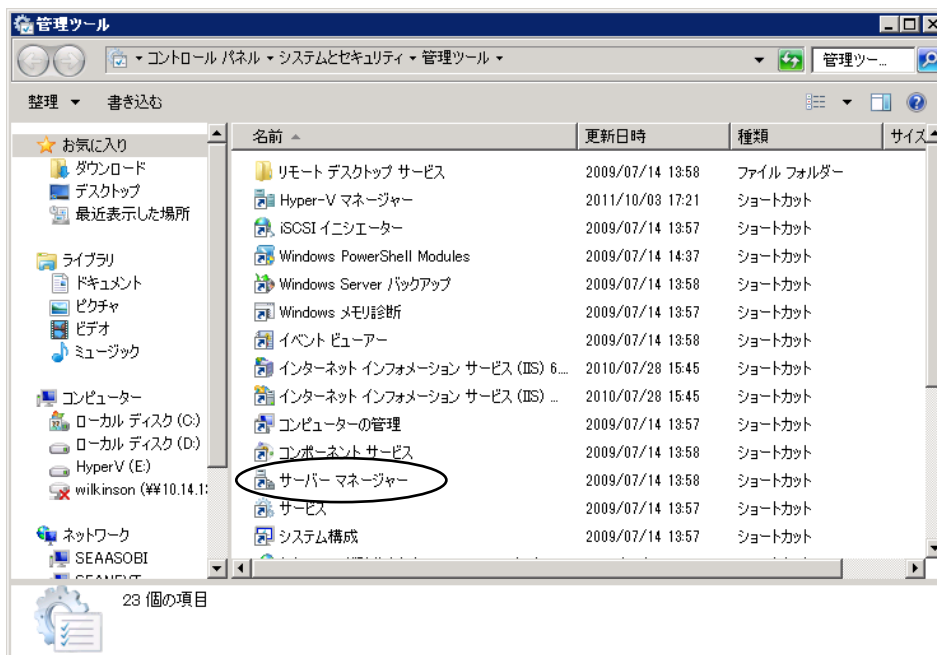 管理ツール
コントロール パネル システムとセキュリティ 管理ツール 管理ツー...
整理 書き込む
名前 更新日時 種類 サイズ
お気に入り
ダウンロード
デスクトップ
最近表示した場所
ライブラリ
ドキュメント
ピクチャ
ビデオ
ミュージック
コンピューター
ローカル ディスク (C:)
ローカル ディスク (D:)
HyperV (E:)
wilkinson (¥¥10.14.1
ネットワーク
SEAASOBI
リモート デスクトップ サービス 2009/07/14 13:58 ファイル フォルダー
Hyper-V マネージャー 2011/10/03 17:21 ショートカット
iSCSI イニシエーター 2009/07/14 13:57 ショートカット
Windows PowerShell Modules 2009/07/14 14:37 ショートカット
Windows Server バックアップ 2009/07/14 13:58 ショートカット
Windows メモリ診断 2009/07/14 13:57 ショートカット
イベント ビューアー 2009/07/14 13:58 ショートカット
インターネット インフォメーション サービス (IIS) 6.... 2010/07/28 15:45 ショートカット
インターネット インフォメーション サービス (IIS) ... 2010/07/28 15:45 ショートカット
コンピューターの管理 2009/07/14 13:57 ショートカット
コンポーネント サービス 2009/07/14 13:58 ショートカット
サーバー マネージャー 2009/07/14 13:58 ショートカット
サービス 2009/07/14 13:57 ショートカット
システム構成 2009/07/14 13:57 ショートカット
23 個の項目